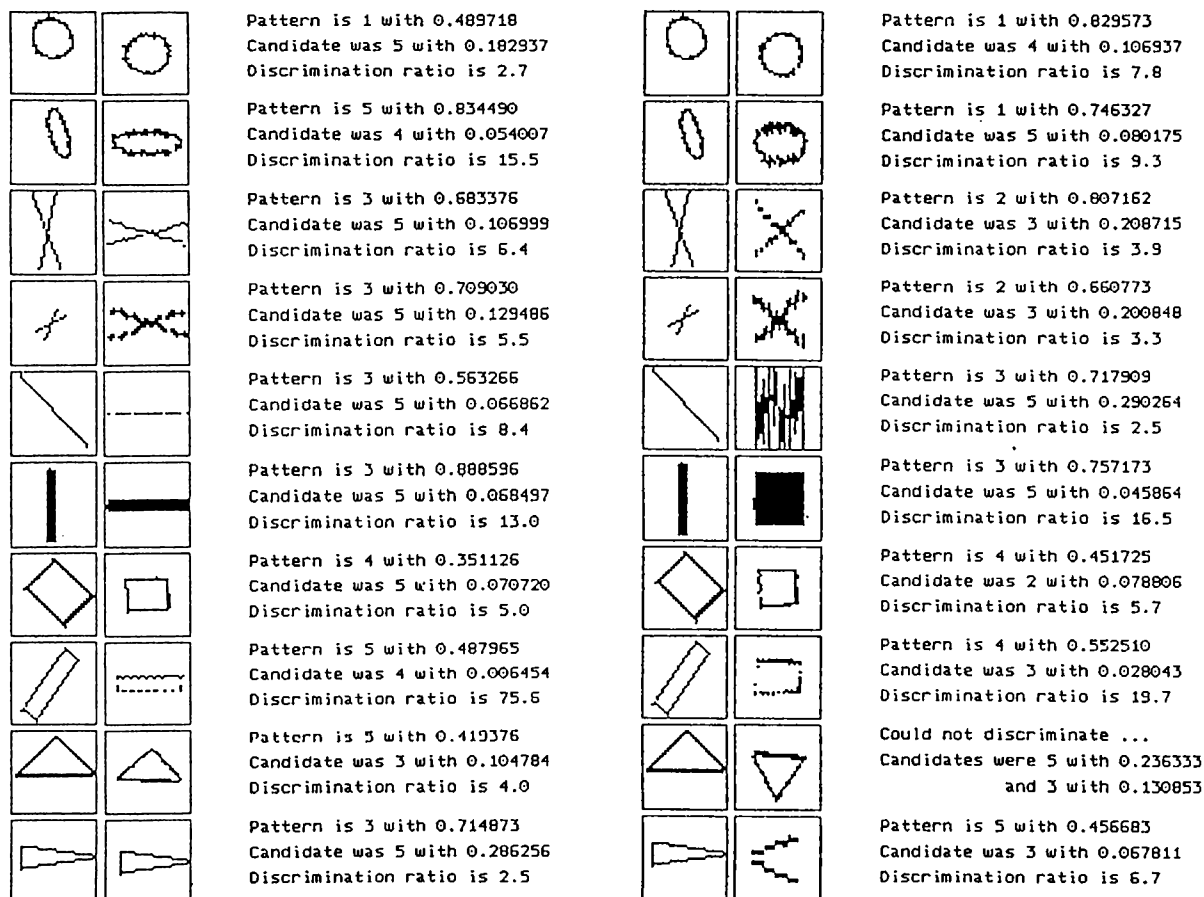 Pattern is 1 with 0.489718
Candidate was 5 with 0.182937
Discrimination ratio is 2.7
Pattern is 5 with 0.834490
Candidate was 4 with 0.054007
Discrimination ratio is 15.5
Pattern is 3 with 0.683376
Candidate was 5 with 0.106999
Discrimination ratio is 6.4
Pattern is 3 with 0.709030
Candidate was 5 with 0.129486
Discrimination ratio is 5.5
Pattern is 3 with 0.563266
Candidate was 5 with 0.066862
Discrimination ratio is 8.4
Pattern is 3 with 0.888596
Candidate was 5 with 0.068497
Discrimination ratio is 13.0
Pattern is 4 with 0.351126
Candidate was 5 with 0.070720
Discrimination ratio is 5.0
Pattern is 5 with 0.487965
Candidate was 4 with 0.006454
Discrimination ratio is 75.6
Pattern is 5 with 0.419376
Candidate was 3 with 0.104784
Discrimination ratio is 4.0
Pattern is 3 with 0.714873
Candidate was 5 with 0.286256
Discrimination ratio is 2.5
Pattern is 1 with 0.829573
Candidate was 4 with 0.106937
Discrimination ratio is 7.8
Pattern is 1 with 0.746327
Candidate was 5 with 0.080175
Discrimination ratio is 9.3
Pattern is 2 with 0.807162
Candidate was 3 with 0.208715
Discrimination ratio is 3.9
Pattern is 2 with 0.660773
Candidate was 3 with 0.200848
Discrimination ratio is 3.3
Pattern is 3 with 0.717909
Candidate was 5 with 0.290264
Discrimination ratio is 2.5
Pattern is 3 with 0.757173
Candidate was 5 with 0.045864
Discrimination ratio is 16.5
Pattern is 4 with 0.451725
Candidate was 2 with 0.078806
Discrimination ratio is 5.7
Pattern is 4 with 0.552510
Candidate was 3 with 0.028043
Discrimination ratio is 19.7
Could not discriminate ...
Candidates were 5 with 0.236333
and 3 with 0.130853
Pattern is 5 with 0.456683
Candidate was 3 with 0.067811
Discrimination ratio is 6.7